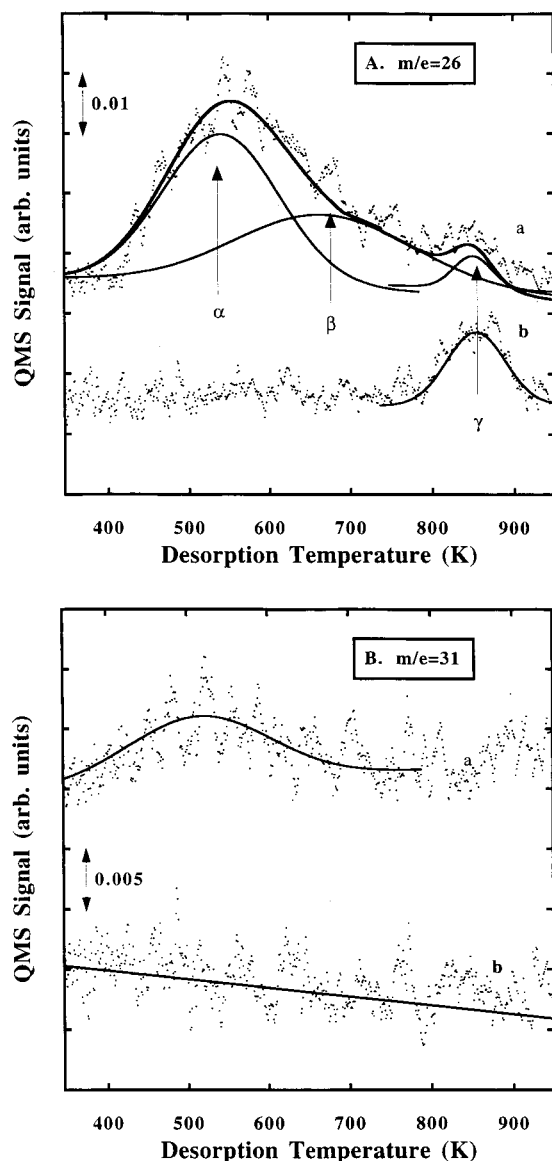 A. m/e=26
0.01
QMS Signal (arb. units)
a
α
β
b
γ
400 500 600 700 800 900
Desorption Temperature (K)
B. m/e=31
QMS Signal (arb. units)
a
0.005
b
400 500 600 700 800 900
Desorption Temperature (K)